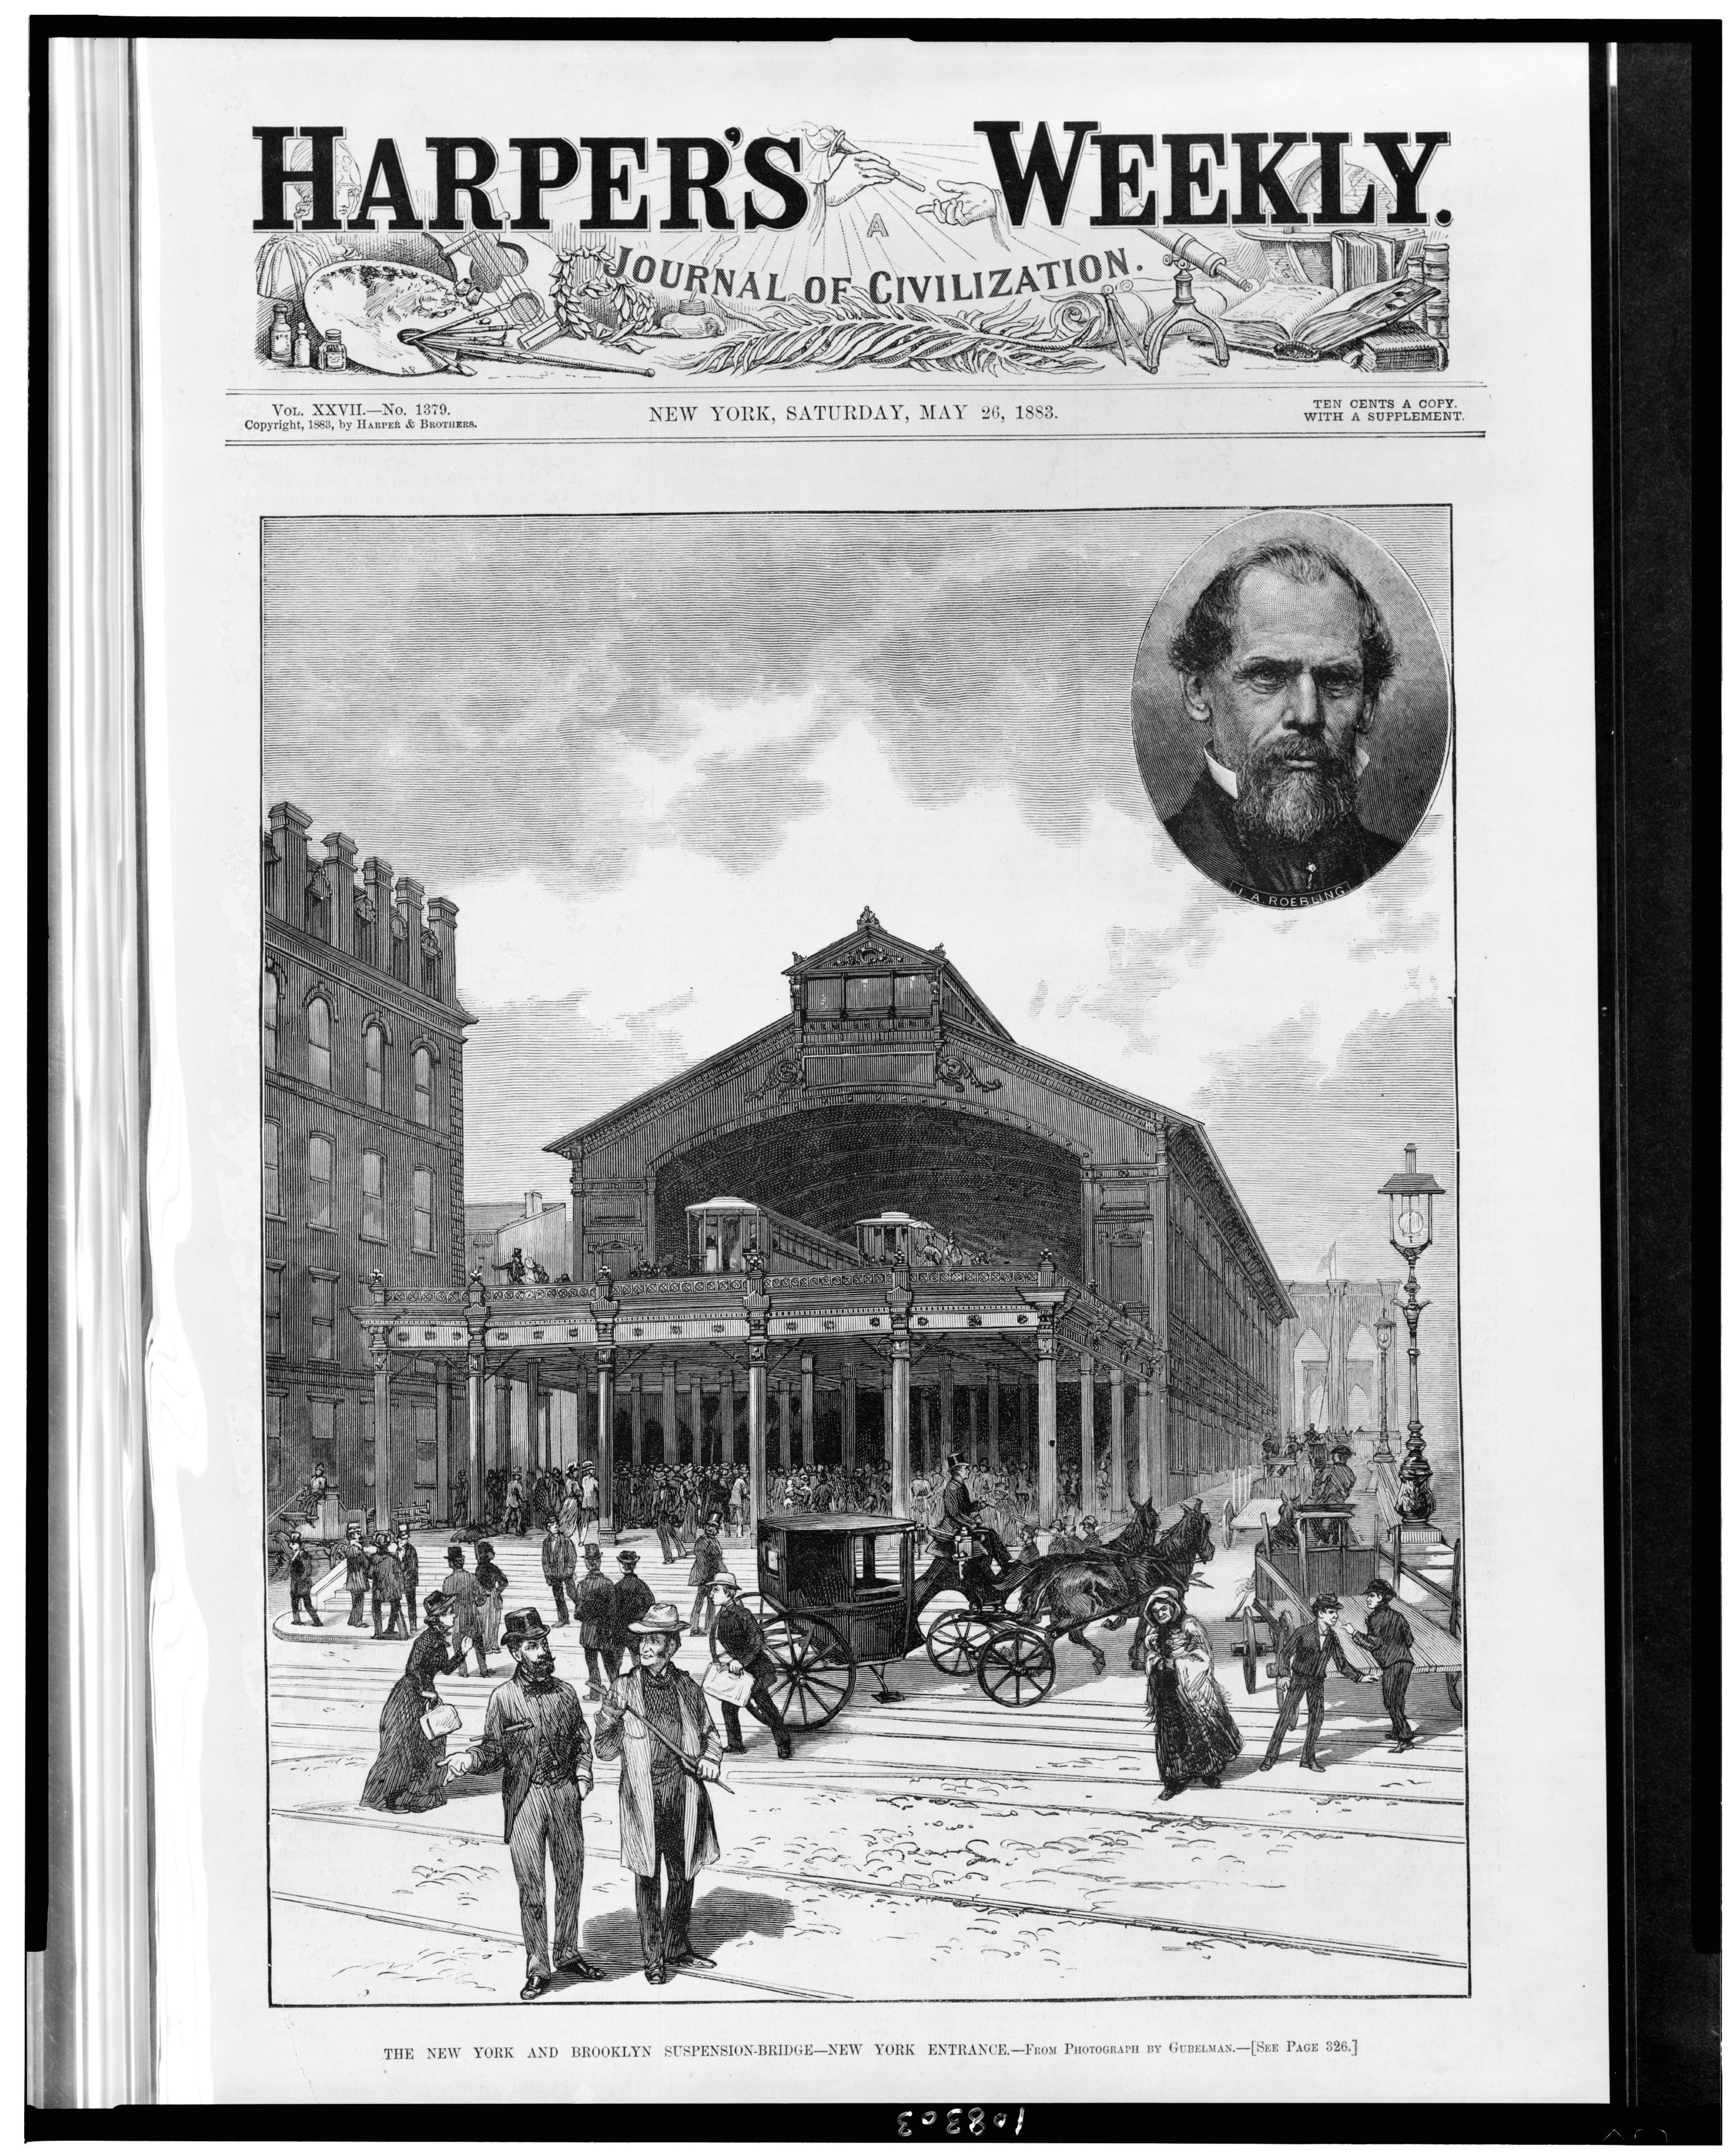 HARPER'S WEEKLY.
A
JOURNAL OF CIVILIZATION.
A.F.
VOL. XXVII.—No. 1379.
Copyright, 1883, by HARPER & BROTHERS.
NEW YORK, SATURDAY, MAY 26, 1883.
TEN CENTS A COPY.
WITH A SUPPLEMENT.
J. A. ROEBLING
THE NEW YORK AND BROOKLYN SUSPENSION-BRIDGE—NEW YORK ENTRANCE.—FROM PHOTOGRAPH BY GUBELMAN.—[SEE PAGE 326.]
108303